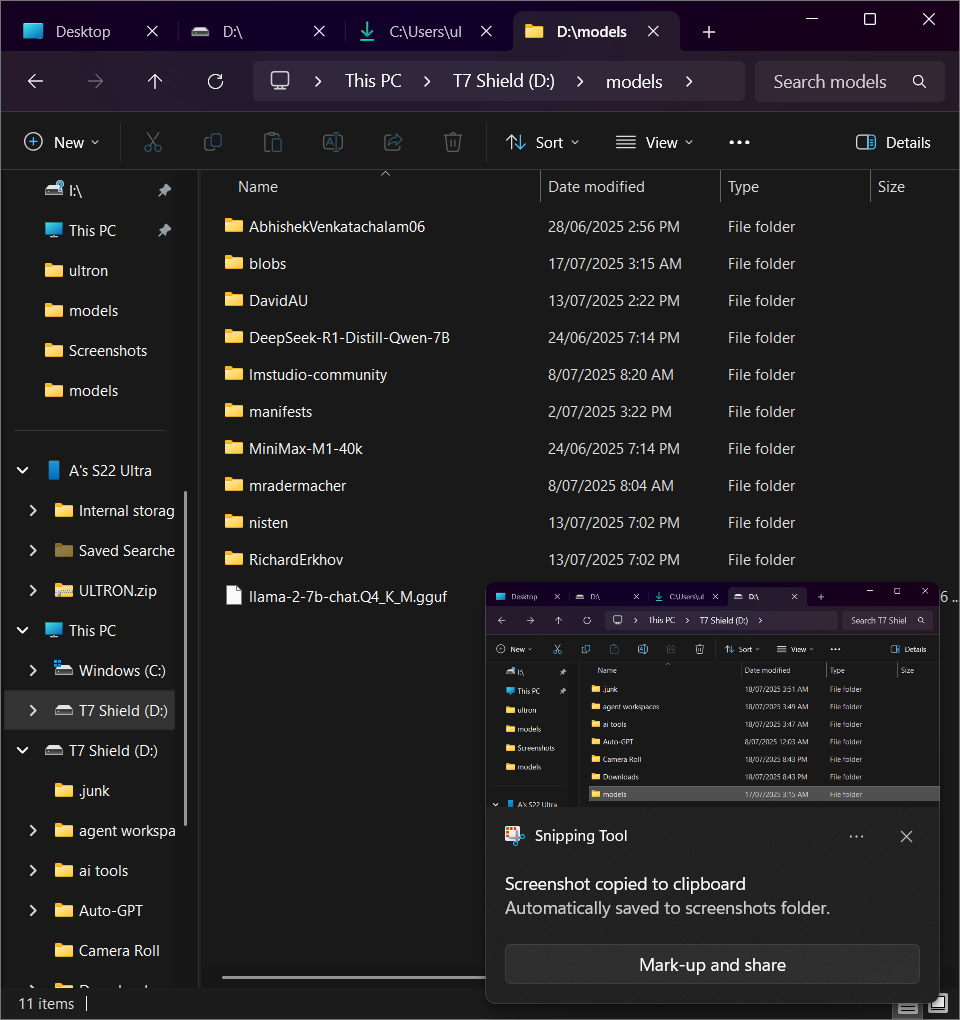 Desktop
D:\
C:\Users\ul
D:\models
This PC
T7 Shield (D:)
models
Search models
New
Sort
View
Details
I:\
This PC
ultron
models
Screenshots
models
A's S22 Ultra
Internal storag
Saved Searche
ULTRON.zip
This PC
Windows (C:)
T7 Shield (D:)
T7 Shield (D:)
.junk
agent workspa
ai tools
Auto-GPT
Camera Roll
Name Date modified Type Size
AbhishekVenkatachalam06 28/06/2025 2:56 PM File folder
blobs 17/07/2025 3:15 AM File folder
DavidAU 13/07/2025 2:22 PM File folder
DeepSeek-R1-Distill-Qwen-7B 24/06/2025 7:14 PM File folder
lmstudio-community 8/07/2025 8:20 AM File folder
manifests 2/07/2025 3:22 PM File folder
MiniMax-M1-40k 24/06/2025 7:14 PM File folder
mradermacher 8/07/2025 8:04 AM File folder
nisten 13/07/2025 7:02 PM File folder
RichardErkhov 13/07/2025 7:02 PM File folder
llama-2-7b-chat.Q4_K_M.gguf
6 ...
Desktop
D:\
C:\Users\ul
D:\
This PC
T7 Shield (D:)
Search T7 Shiel
New
Sort
View
Details
I:\
This PC
ultron
models
Screenshots
models
A's S22 Ultra
Name Date modified Type Size
.junk 18/07/2025 3:51 AM File folder
agent workspaces 18/07/2025 3:49 AM File folder
ai tools 18/07/2025 3:47 AM File folder
Auto-GPT 8/07/2025 12:03 AM File folder
Camera Roll 18/07/2025 8:43 PM File folder
Downloads 18/07/2025 8:43 PM File folder
models 17/07/2025 3:15 AM File folder
Snipping Tool
Screenshot copied to clipboard
Automatically saved to screenshots folder.
Mark-up and share
11 items